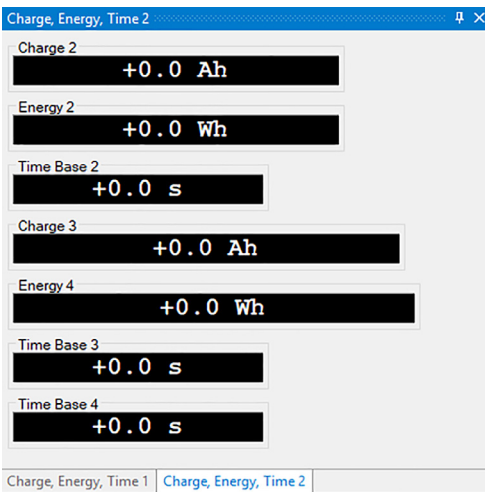 Charge, Energy, Time 2
Charge 2
+0.0 Ah
Energy 2
+0.0 Wh
Time Base 2
+0.0 s
Charge 3
+0.0 Ah
Energy 4
+0.0 Wh
Time Base 3
+0.0 s
Time Base 4
+0.0 s
Charge, Energy, Time 1 Charge, Energy, Time 2